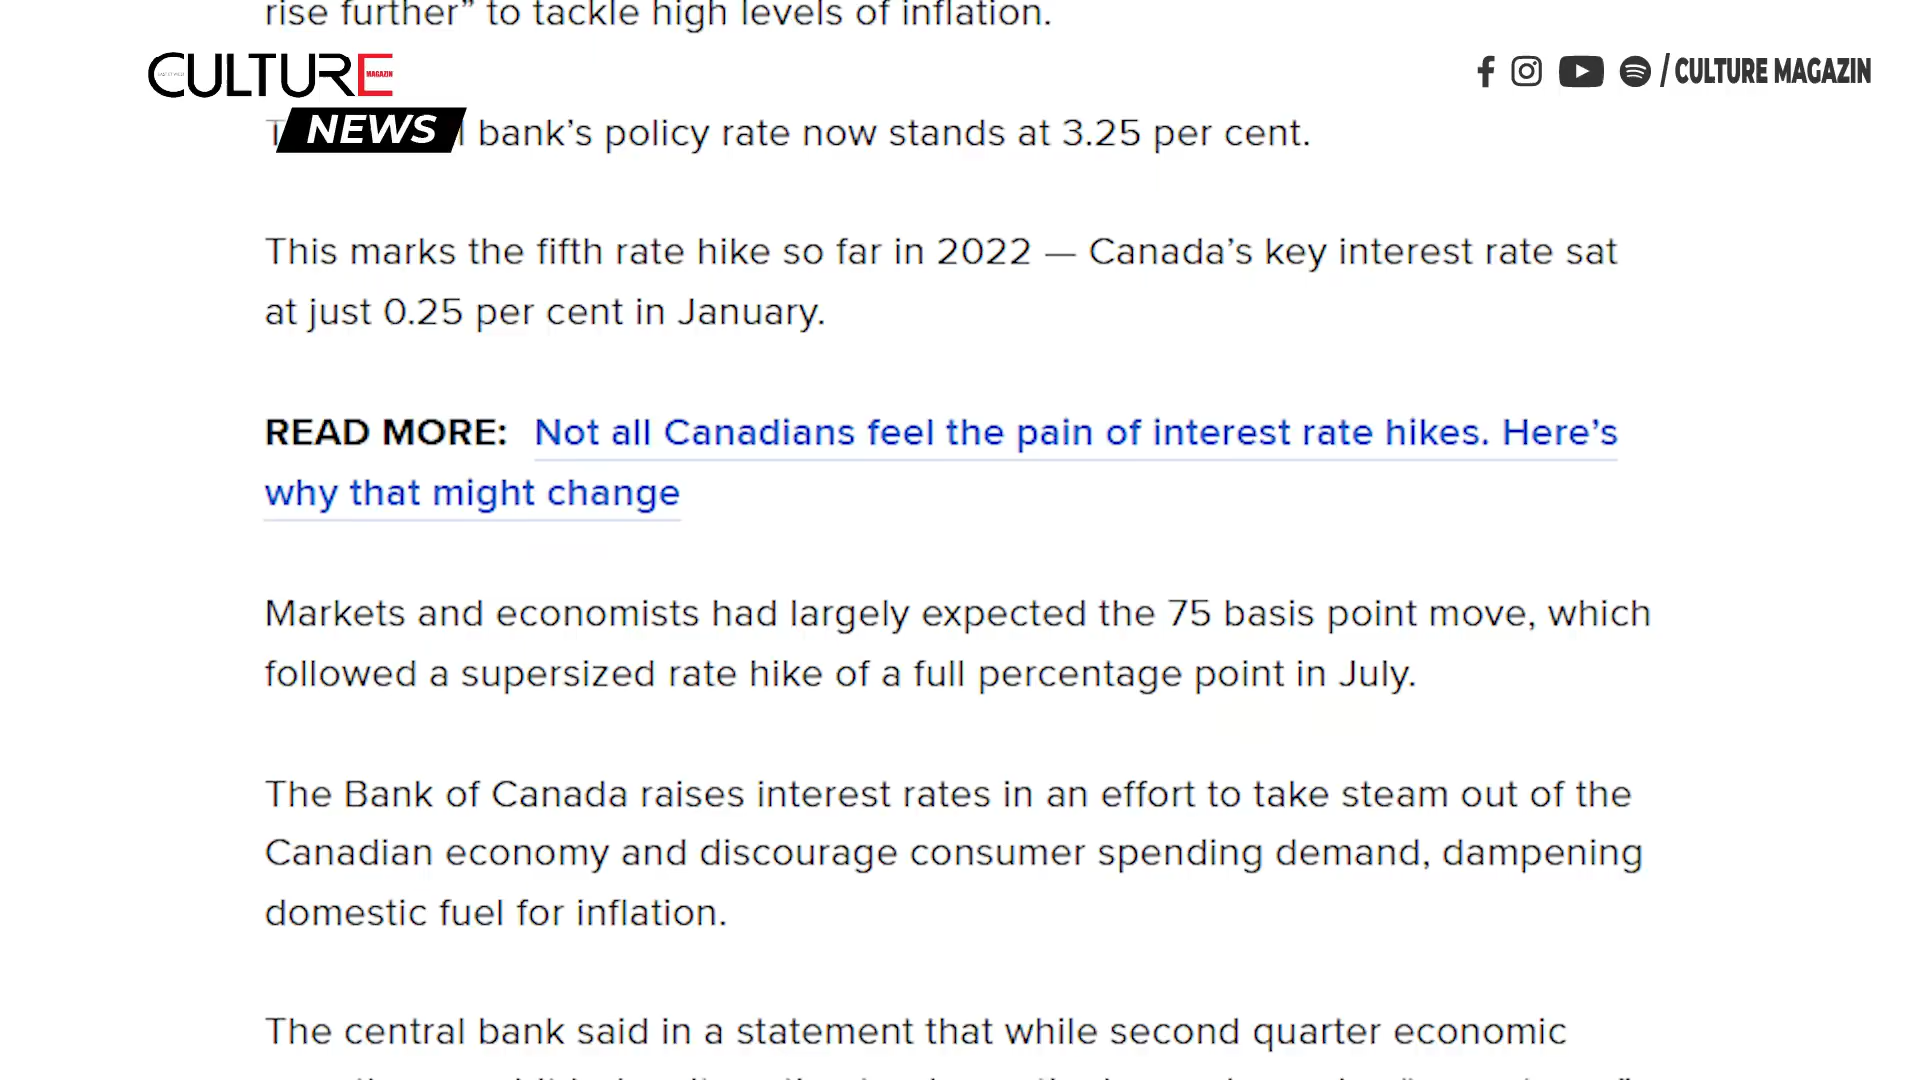 rise further” to tackle high levels of inflation.
CULTURE
MAGAZIN
/ CULTURE MAGAZIN
NEWS
bank’s policy rate now stands at 3.25 per cent.
This marks the fifth rate hike so far in 2022 — Canada’s key interest rate sat
at just 0.25 per cent in January.
READ MORE: Not all Canadians feel the pain of interest rate hikes. Here’s
why that might change
Markets and economists had largely expected the 75 basis point move, which
followed a supersized rate hike of a full percentage point in July.
The Bank of Canada raises interest rates in an effort to take steam out of the
Canadian economy and discourage consumer spending demand, dampening
domestic fuel for inflation.
The central bank said in a statement that while second quarter economic